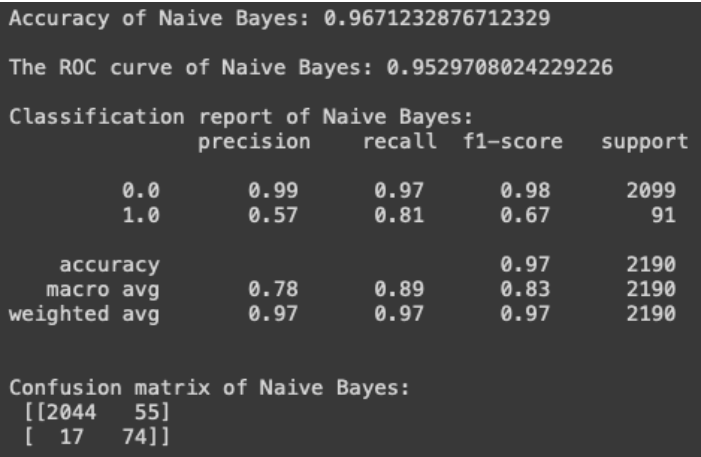 Accuracy of Naive Bayes: 0.9671232876712329
The ROC curve of Naive Bayes: 0.9529708024229226
Classification report of Naive Bayes:
precision recall f1-score support
0.0 0.99 0.97 0.98 2099
1.0 0.57 0.81 0.67 91
accuracy 0.97 2190
macro avg 0.78 0.89 0.83 2190
weighted avg 0.97 0.97 0.97 2190
Confusion matrix of Naive Bayes:
[[2044 55]
[ 17 74]]